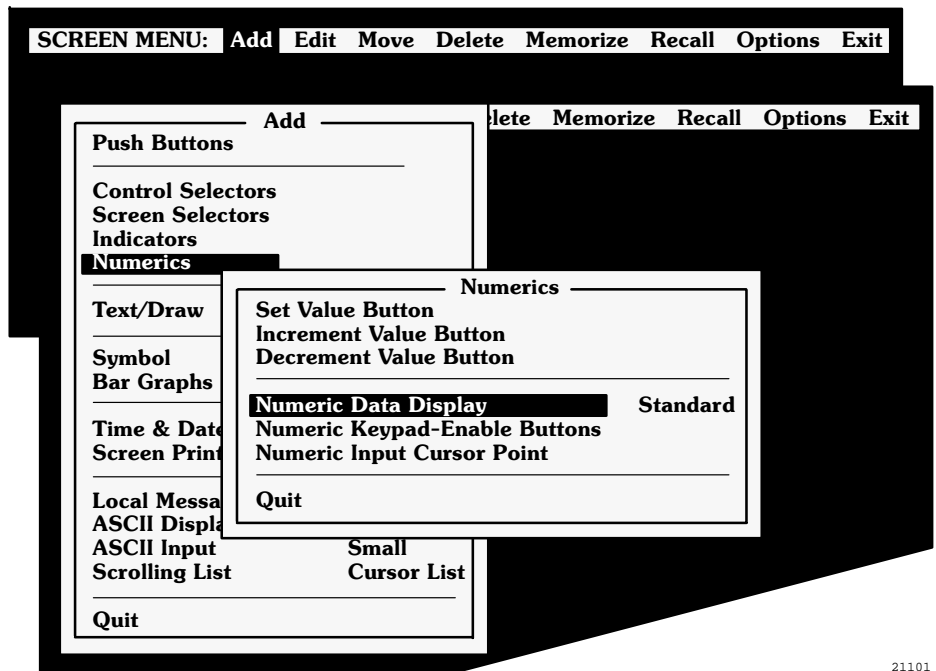 SCREEN MENU: Add Edit Move Delete Memorize Recall Options Exit
lete Memorize Recall Options Exit
Add
Push Buttons
Control Selectors
Screen Selectors
Indicators
Numerics
Text/Draw
Symbol
Bar Graphs
Time & Date
Screen Print
Local Messa
ASCII Displa
ASCII Input Small
Scrolling List Cursor List
Quit
Numerics
Set Value Button
Increment Value Button
Decrement Value Button
Numeric Data Display Standard
Numeric Keypad-Enable Buttons
Numeric Input Cursor Point
Quit
21101